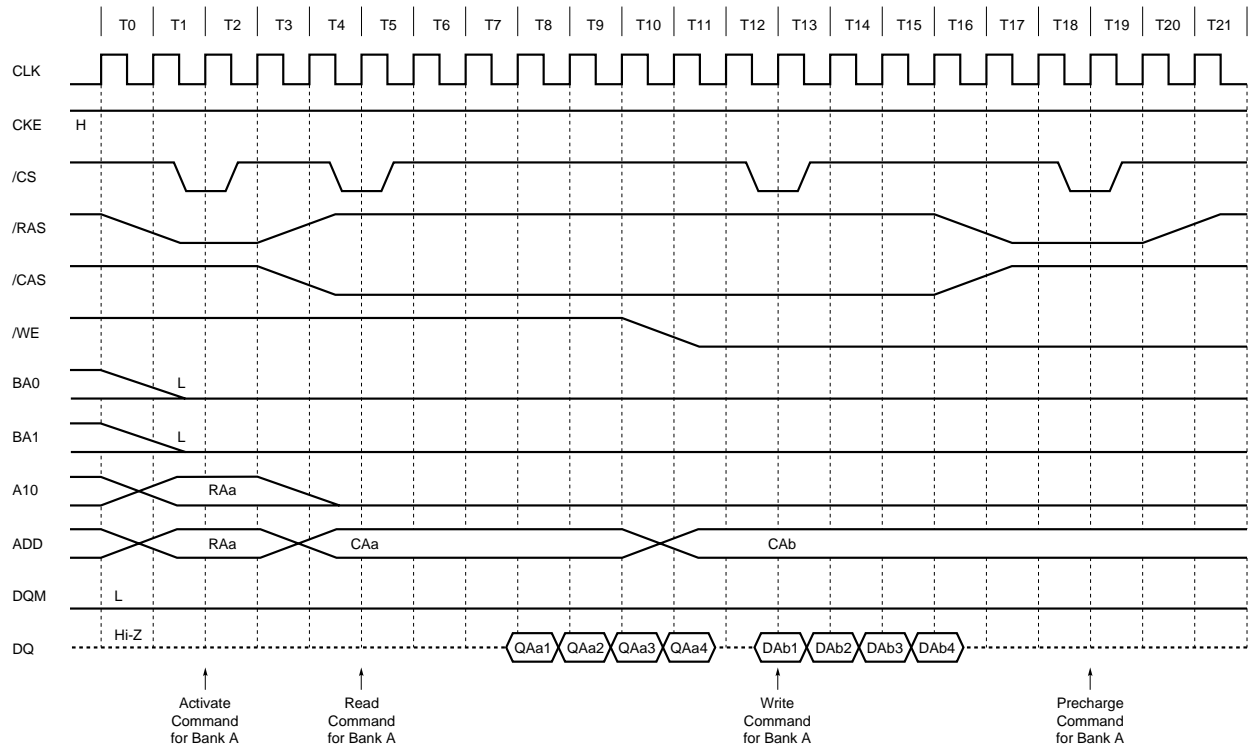 T0 T1 T2 T3 T4 T5 T6 T7 T8 T9 T10 T11 T12 T13 T14 T15 T16 T17 T18 T19 T20 T21
CLK
CKE H
/CS
/RAS
/CAS
/WE
BA0 L
BA1 L
A10 RAa
ADD RAa CAa CAb
DQM L
DQ Hi-Z QAa1 QAa2 QAa3 QAa4 DAb1 DAb2 DAb3 DAb4
Activate
Command
for Bank A
Read
Command
for Bank A
Write
Command
for Bank A
Precharge
Command
for Bank A